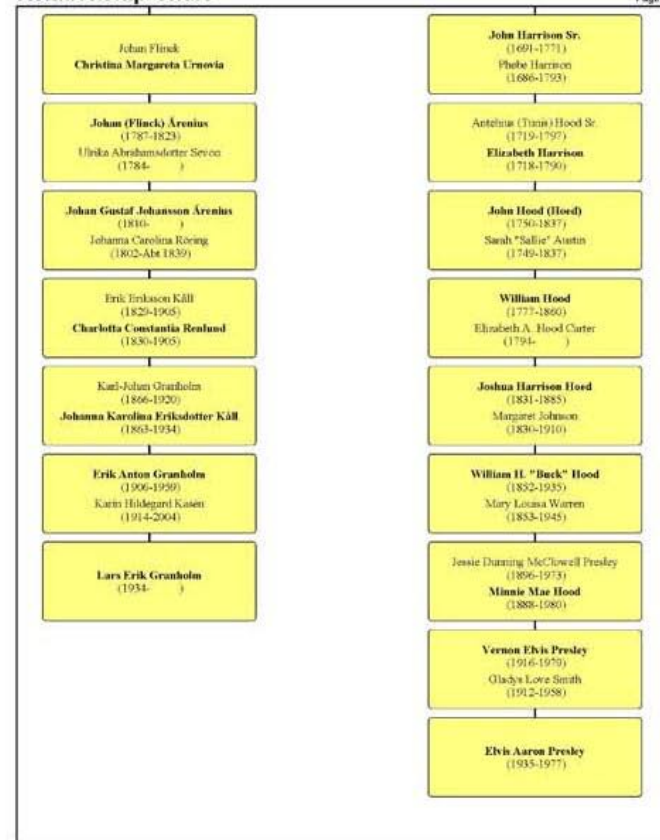 Johan Flinck
Christina Margareta Urnovia
Johan (Flinck) Årenius
(1787-1823)
Ulrika Abrahamsdotter Sevon
(1784- )
Johan Gustaf Johansson Årenius
(1810- )
Johanna Carolina Röring
(1802-Abt 1839)
Erik Eriksson Kåll
(1829-1905)
Charlotta Constantia Renlund
(1830-1905)
Karl-Johan Granholm
(1866-1920)
Johanna Karolina Eriksdotter Kåll
(1863-1934)
Erik Anton Granholm
(1906-1959)
Karin Hildegard Kasén
(1914-2004)
Lars Erik Granholm
(1934- )
John Harrison Sr.
(1691-1771)
Phebe Harrison
(1686-1793)
(Tunis) Hood Sr.
(1719-1797)
Elizabeth Harrison
(1718-1790)
John Hood (Hoed)
(1750-1837)
Sarah "Sallie" Austin
(1749-1837)
William Hood
(1777-1860)
Elizabeth A. Hood Carter
(1794- )
Joshua Harrison Hoed
(1831-1885)
Margaret Johnson
(1830-1910)
William H. "Buck" Hood
(1852-1935)
Mary Louisa Warren
(1853-1945)
Jessie Dunning McClowell Presley
(1896-1973)
Minnie Mae Hood
(1888-1980)
Vernon Elvis Presley
(1916-1979)
Gladys Love Smith
(1912-1958)
Elvis Aaron Presley
(1935-1977)